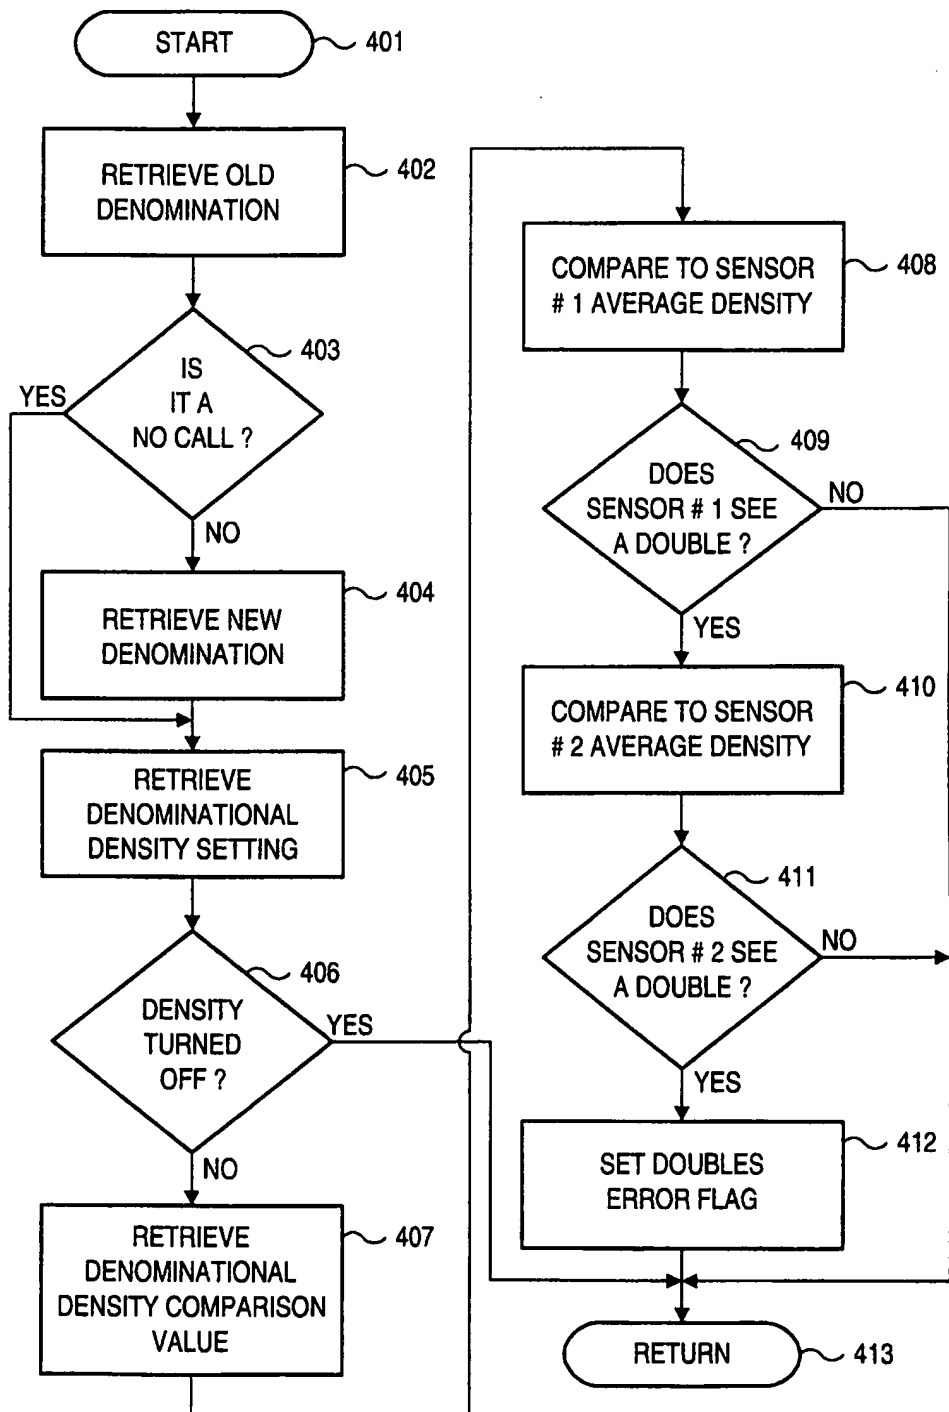 START
401
RETRIEVE OLD
DENOMINATION
402
IS
IT A
NO CALL ?
403
YES
NO
RETRIEVE NEW
DENOMINATION
404
RETRIEVE
DENOMINATIONAL
DENSITY SETTING
405
DENSITY
TURNED
OFF ?
406
YES
NO
RETRIEVE
DENOMINATIONAL
DENSITY COMPARISON
VALUE
407
COMPARE TO SENSOR
# 1 AVERAGE DENSITY
408
DOES
SENSOR # 1 SEE
A DOUBLE ?
409
NO
YES
COMPARE TO SENSOR
# 2 AVERAGE DENSITY
410
DOES
SENSOR # 2 SEE
A DOUBLE ?
411
NO
YES
SET DOUBLES
ERROR FLAG
412
RETURN
413